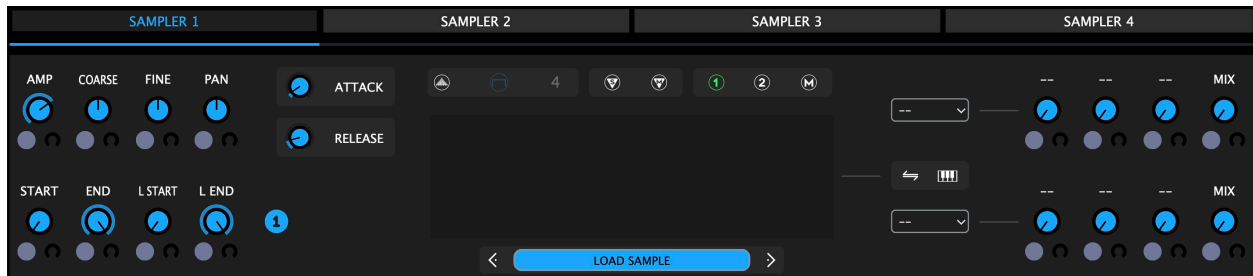 SAMPLER 1 SAMPLER 2 SAMPLER 3 SAMPLER 4
AMP COARSE FINE PAN
ATTACK
4
S
M
1
2
M
-- -- -- MIX
--
RELEASE
START END L START L END
1
-- -- -- MIX
--
LOAD SAMPLE